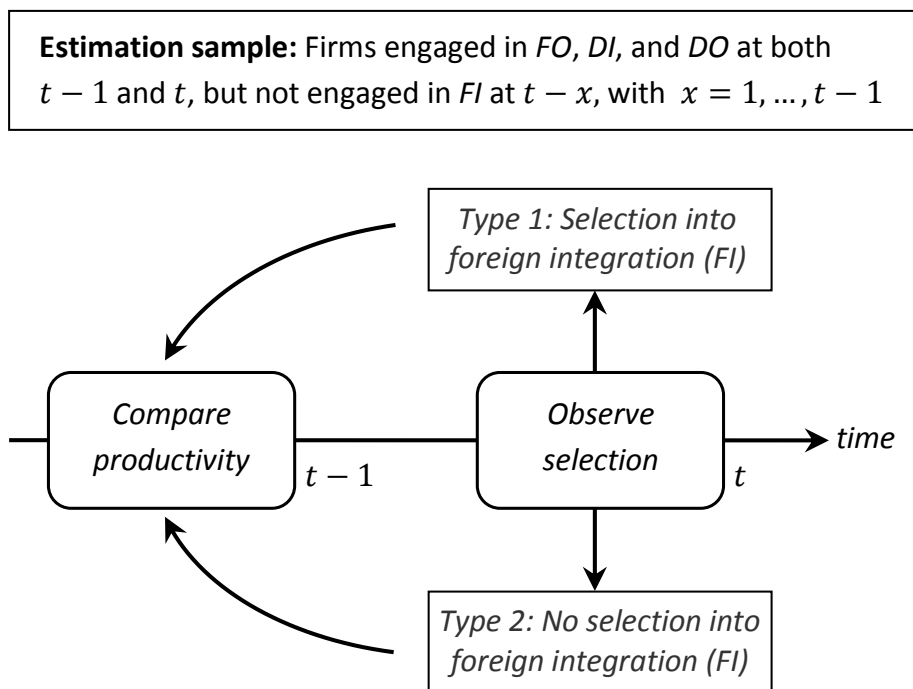 Estimation sample: Firms engaged in FO, DI, and DO at both
t − 1 and t, but not engaged in FI at t − x, with x = 1, … , t − 1
Type 1: Selection into
foreign integration (FI)
Compare
productivity
t − 1
Observe
selection
t
time
Type 2: No selection into
foreign integration (FI)